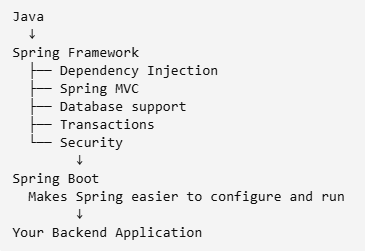 Java
↓
Spring Framework
├── Dependency Injection
├── Spring MVC
├── Database support
├── Transactions
└── Security
↓
Spring Boot
Makes Spring easier to configure and run
↓
Your Backend Application